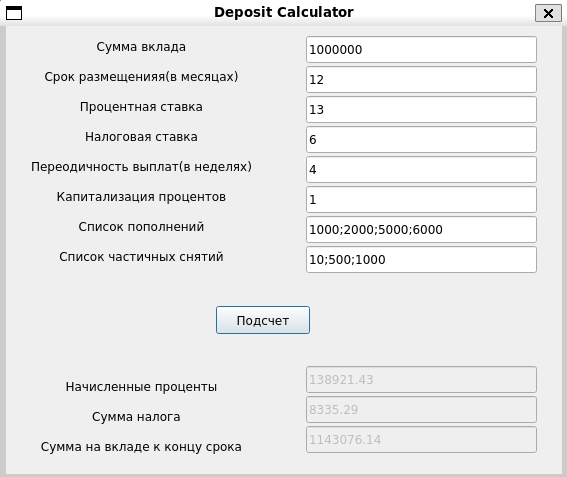 Deposit Calculator
Сумма вклада 1000000
Срок размещенияя(в месяцах) 12
Процентная ставка 13
Налоговая ставка 6
Переодичность выплат(в неделях) 4
Капитализация процентов 1
Список пополнений 1000;2000;5000;6000
Список частичных снятий 10;500;1000
Подсчет
Начисленные проценты 138921.43
Сумма налога 8335.29
Сумма на вкладе к концу срока 1143076.14